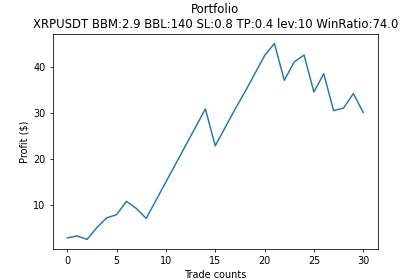 Portfolio
XRPUSDT BBM:2.9 BBL:140 SL:0.8 TP:0.4 lev:10 WinRatio:74.0
40
30
20
10
Profit ($)
0
5
10
15
20
25
30
Trade counts